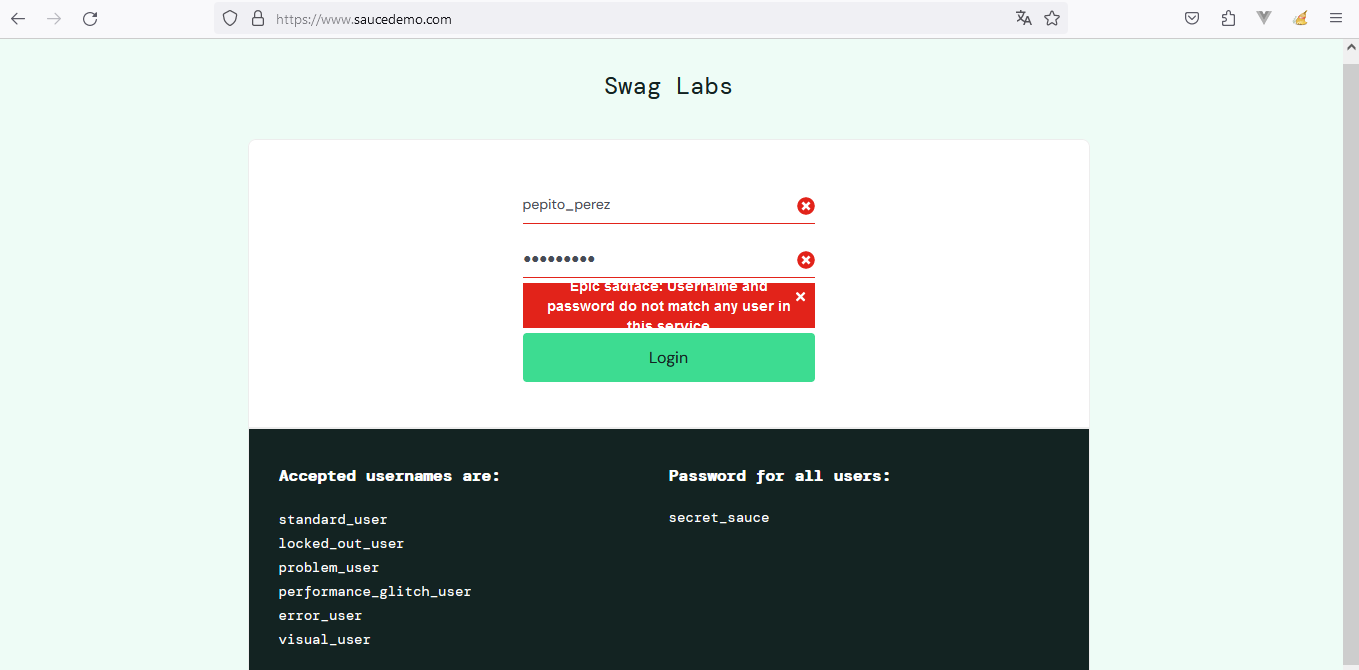 https://www.saucedemo.com
Swag Labs
pepito_perez
•••••••••
Epic sadface: Username and
password do not match any user in
this service
Login
Accepted usernames are:
Password for all users:
standard_user
secret_sauce
locked_out_user
problem_user
performance_glitch_user
error_user
visual_user